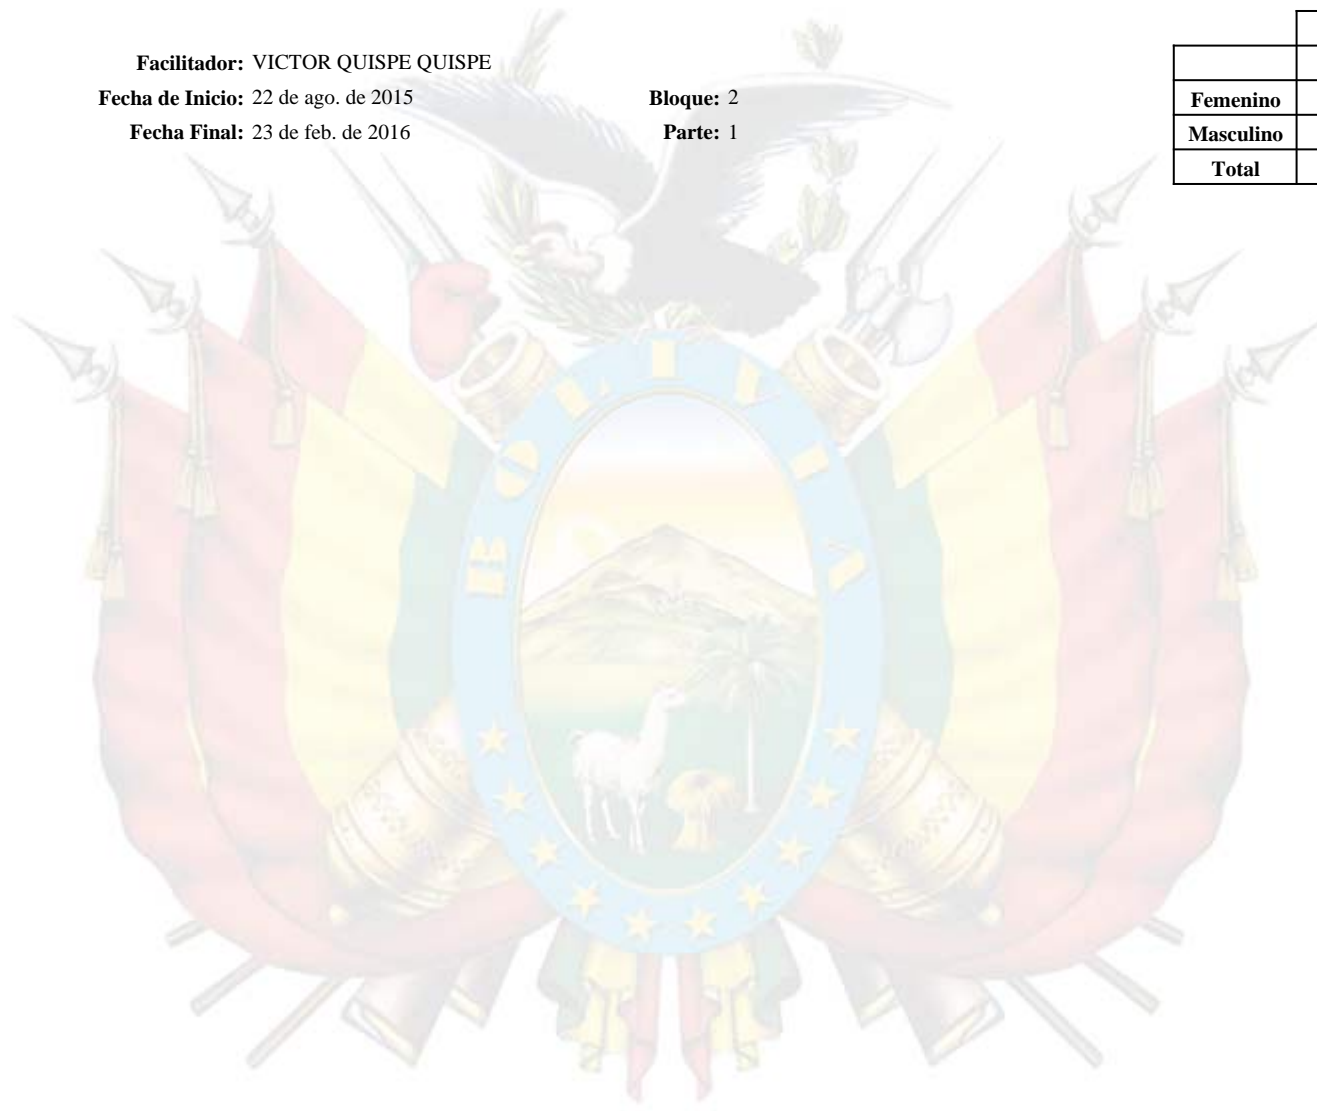 Facilitador: VICTOR QUISPE QUISPE
Fecha de Inicio: 22 de ago. de 2015 Bloque: 2
Fecha Final: 23 de feb. de 2016 Parte: 1
Femenino
Masculino
Total
BOLIVIA